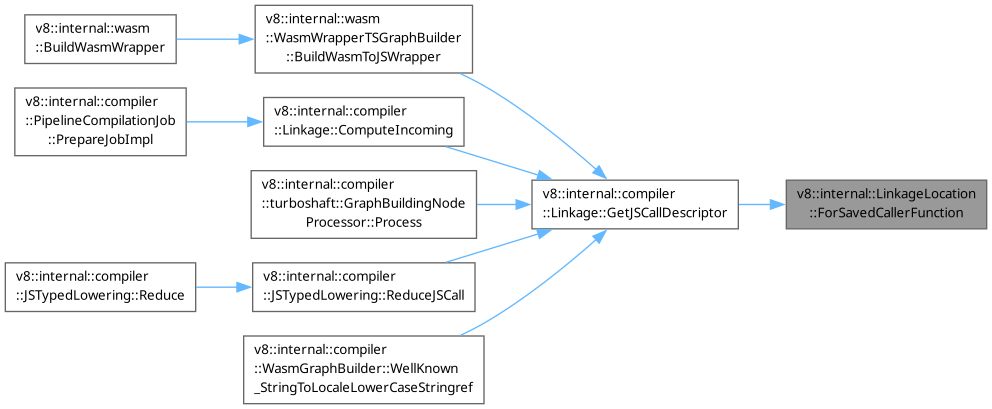 v8::internal::wasm
::BuildWasmWrapper
v8::internal::wasm
::WasmWrapperTSGraphBuilder
::BuildWasmToJSWrapper
v8::internal::compiler
::PipelineCompilationJob
::PrepareJobImpl
v8::internal::compiler
::Linkage::ComputeIncoming
v8::internal::compiler
::turboshaft::GraphBuildingNode
Processor::Process
v8::internal::compiler
::Linkage::GetJSCallDescriptor
v8::internal::LinkageLocation
::ForSavedCallerFunction
v8::internal::compiler
::JSTypedLowering::Reduce
v8::internal::compiler
::JSTypedLowering::ReduceJSCall
v8::internal::compiler
::WasmGraphBuilder::WellKnown
_StringToLocaleLowerCaseStringref